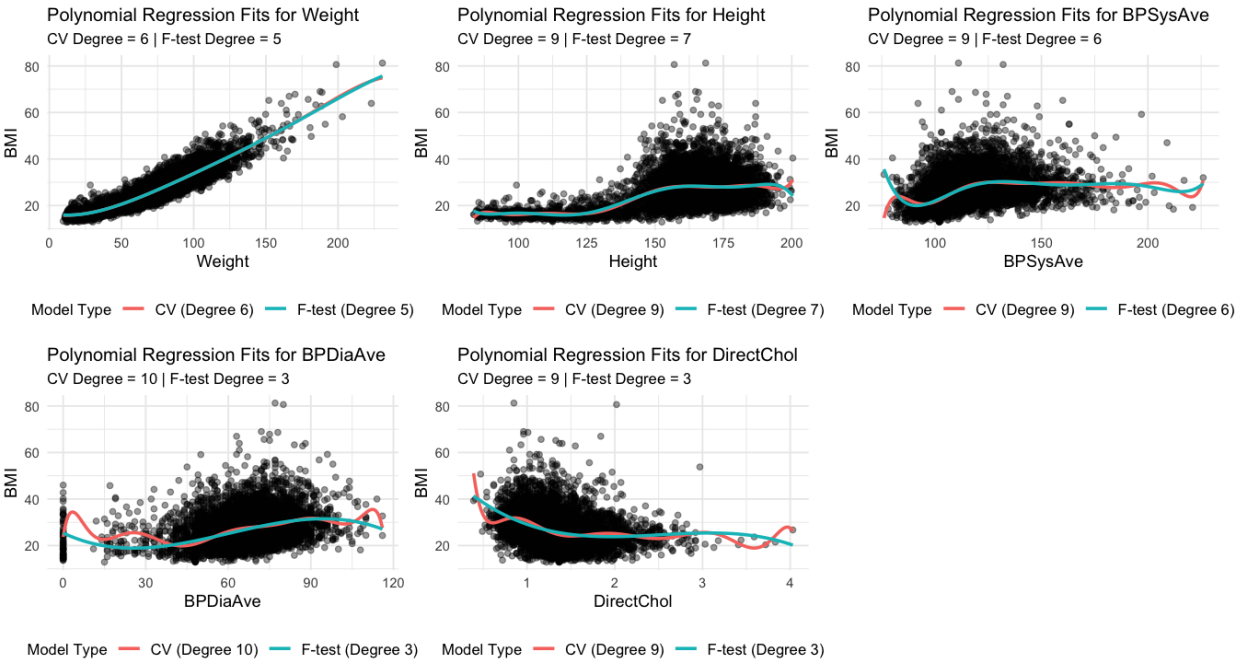 Polynomial Regression Fits for Weight
CV Degree = 6 | F-test Degree = 5
80
60
40
20
BMI
0 50 100 150 200
Weight
Model Type CV (Degree 6) F-test (Degree 5)
Polynomial Regression Fits for Height
CV Degree = 9 | F-test Degree = 7
80
60
40
20
BMI
100 125 150 175 200
Height
Model Type CV (Degree 9) F-test (Degree 7)
Polynomial Regression Fits for BPSysAve
CV Degree = 9 | F-test Degree = 6
80
60
40
20
BMI
100 150 200
BPSysAve
Model Type CV (Degree 9) F-test (Degree 6)
Polynomial Regression Fits for BPDiaAve
CV Degree = 10 | F-test Degree = 3
80
60
40
20
BMI
0 30 60 90 120
BPDiaAve
Model Type CV (Degree 10) F-test (Degree 3)
Polynomial Regression Fits for DirectChol
CV Degree = 9 | F-test Degree = 3
80
60
40
20
BMI
1 2 3 4
DirectChol
Model Type CV (Degree 9) F-test (Degree 3)